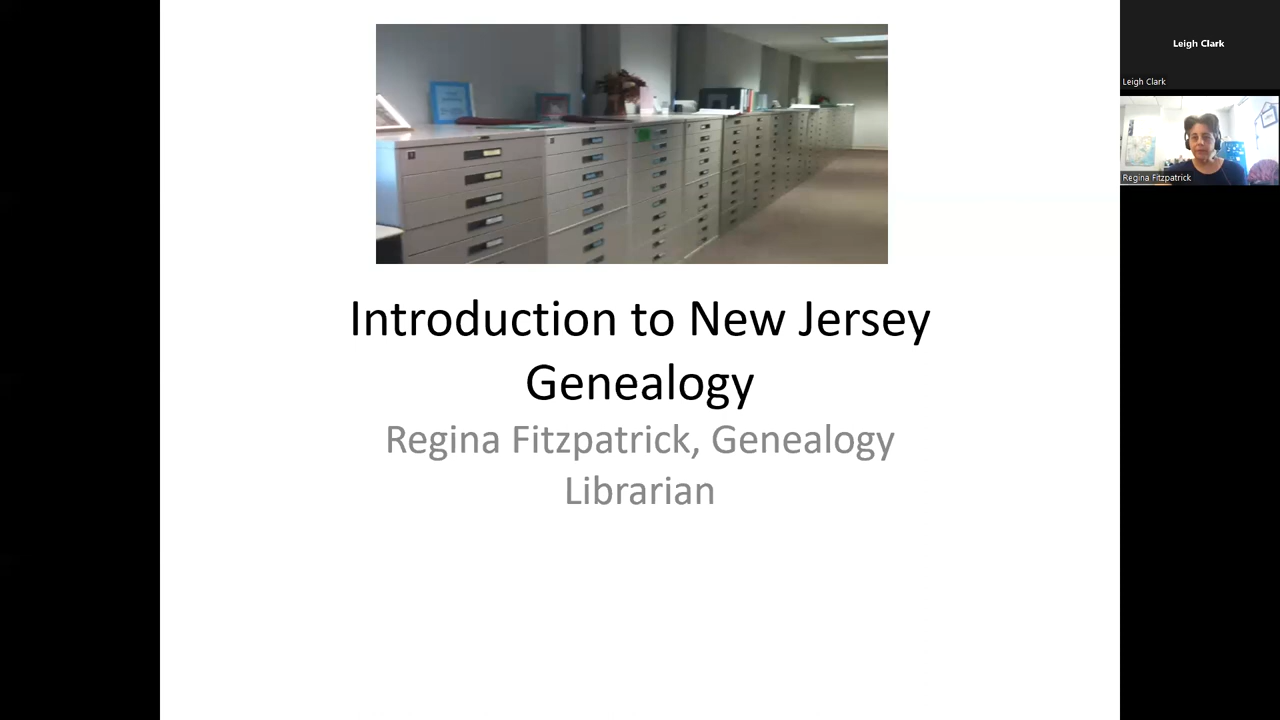 Leigh Clark
Leigh Clark
Regina Fitzpatrick
Introduction to New Jersey
Genealogy
Regina Fitzpatrick, Genealogy
Librarian